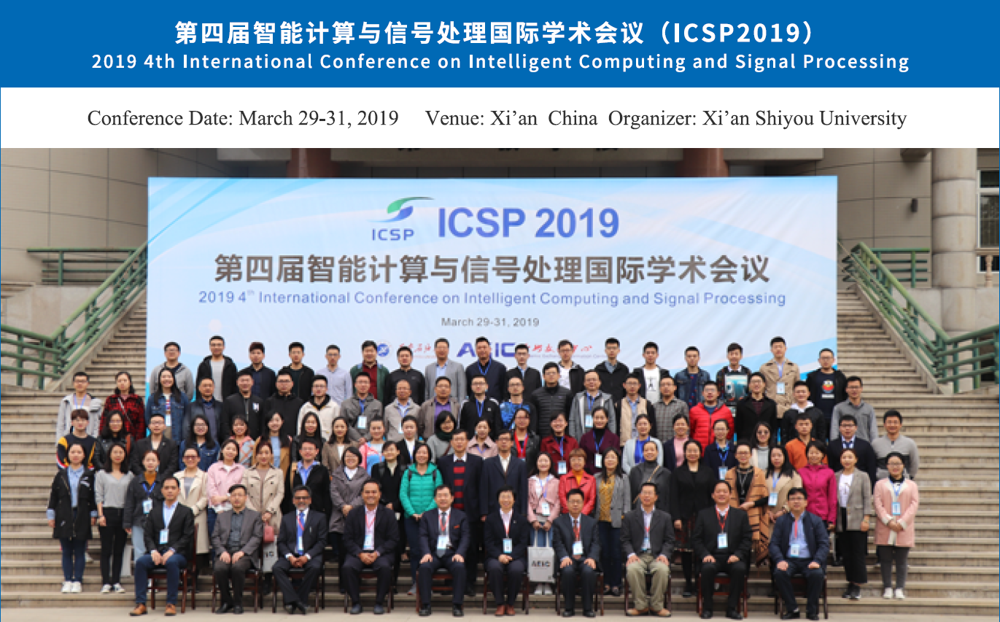 第四届智能计算与信号处理国际学术会议（ICSP2019）
2019 4th International Conference on Intelligent Computing and Signal Processing
Conference Date: March 29-31, 2019 Venue: Xi’an China Organizer: Xi’an Shiyou University
ICSP ICSP 2019
第四届智能计算与信号处理国际学术会议
2019 4th International Conference on Intelligent Computing and Signal Processing
March 29-31, 2019
AEIC
AEIC